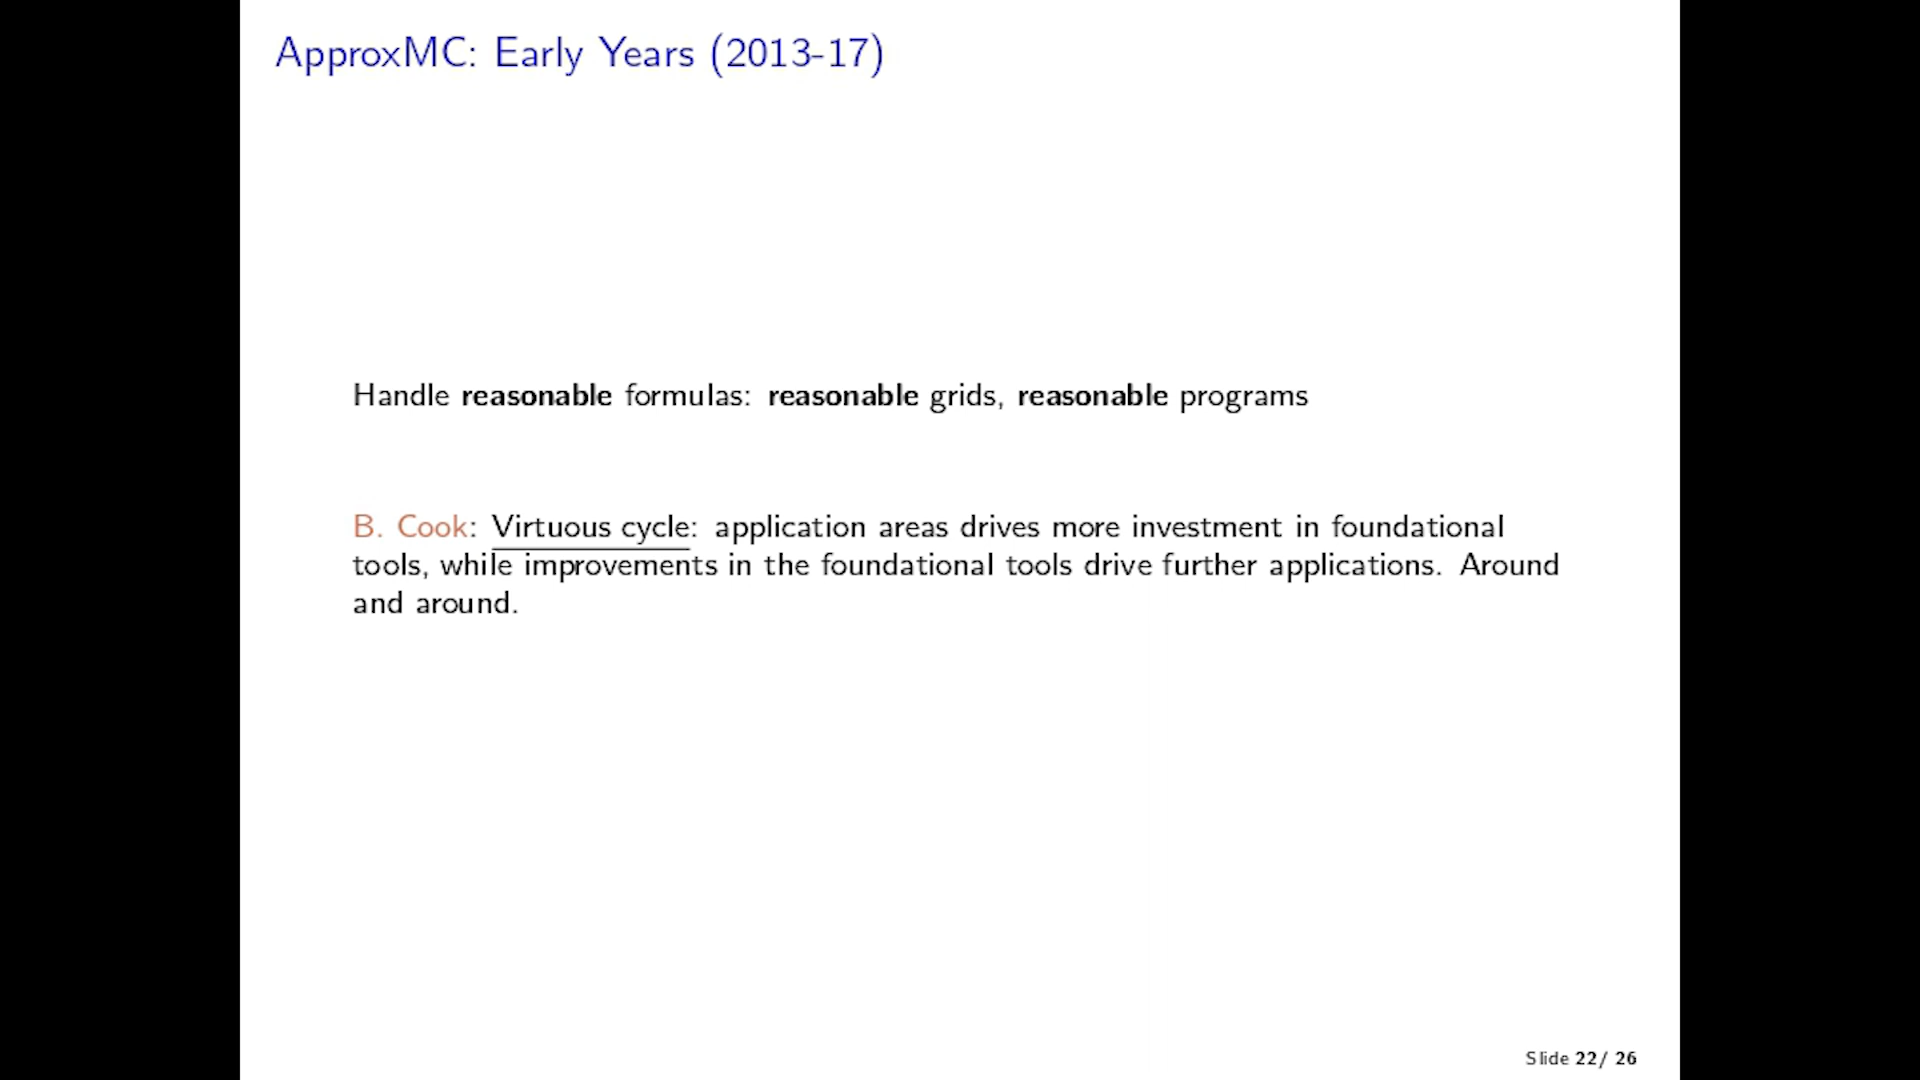 ApproxMC: Early Years (2013-17)
Handle reasonable formulas: reasonable grids, reasonable programs
B. Cook: Virtuous cycle: application areas drives more investment in foundational
tools, while improvements in the foundational tools drive further applications. Around
and around.
Slide 22/ 26